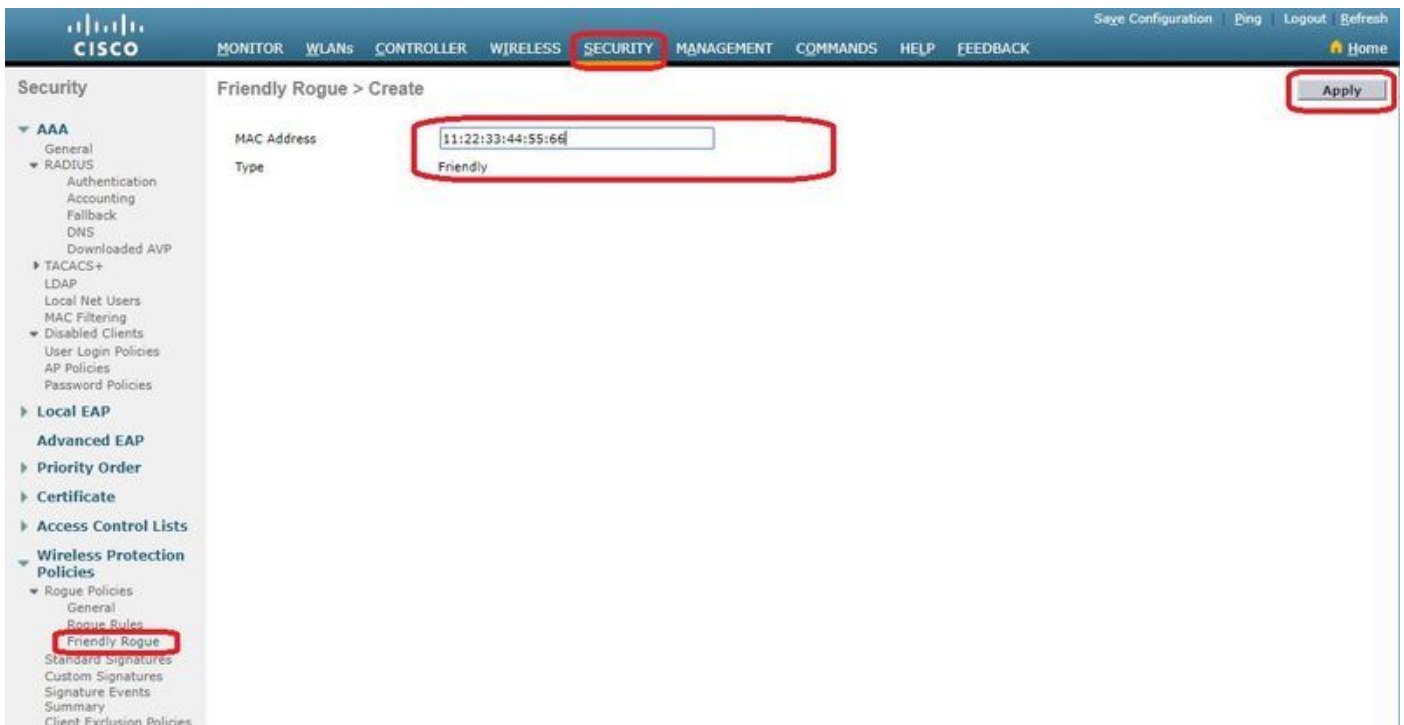 Save Configuration Ping Logout Refresh
CISCO
MONITOR WLANs CONTROLLER WIRELESS SECURITY MANAGEMENT COMMANDS HELP FEEDBACK
Home
Security
Friendly Rogue > Create
Apply
MAC Address 11:22:33:44:55:66
Type Friendly
AAA
General
RADIUS
Authentication
Accounting
Fallback
DNS
Downloaded AVP
TACACS+
LDAP
Local Net Users
MAC Filtering
Disabled Clients
User Login Policies
AP Policies
Password Policies
Local EAP
Advanced EAP
Priority Order
Certificate
Access Control Lists
Wireless Protection
Policies
Rogue Policies
General
Rogue Rules
Friendly Rogue
Standard Signatures
Custom Signatures
Signature Events
Summary
Client Exclusion Policies